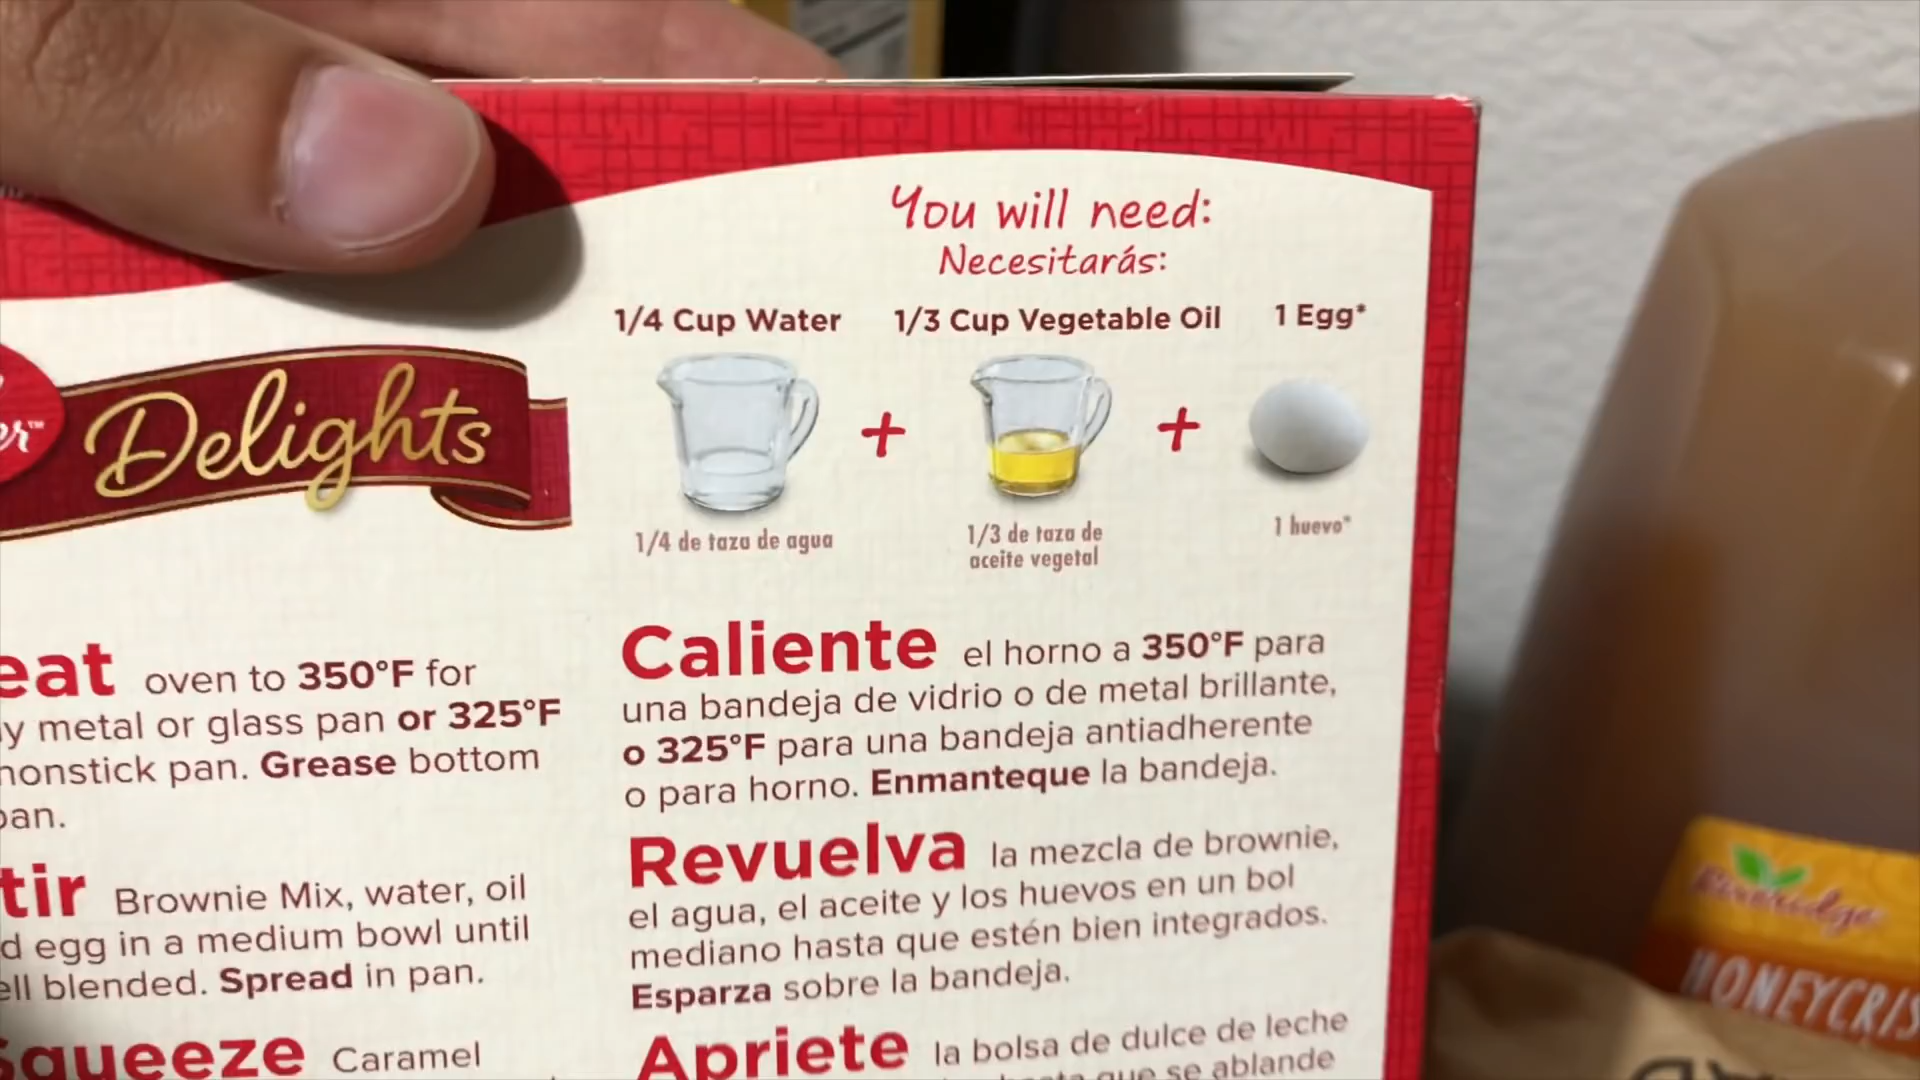 You will need:
Necesitarás:
1/4 Cup Water
1/3 Cup Vegetable Oil
1 Egg*
1/4 de taza de agua
1/3 de taza de
aceite vegetal
1 huevo*
Delights
eat oven to 350°F for
y metal or glass pan or 325°F
nonstick pan. Grease bottom
pan.
tir Brownie Mix, water, oil
d egg in a medium bowl until
ell blended. Spread in pan.
Squeeze Caramel
Caliente el horno a 350°F para
una bandeja de vidrio o de metal brillante,
o 325°F para una bandeja antiadherente
o para horno. Enmanteque la bandeja.
Revuelva la mezcla de brownie,
el agua, el aceite y los huevos en un bol
mediano hasta que estén bien integrados.
Esparza sobre la bandeja.
Apriete la bolsa de dulce de leche
hasta que se ablande
HONEYCRIS